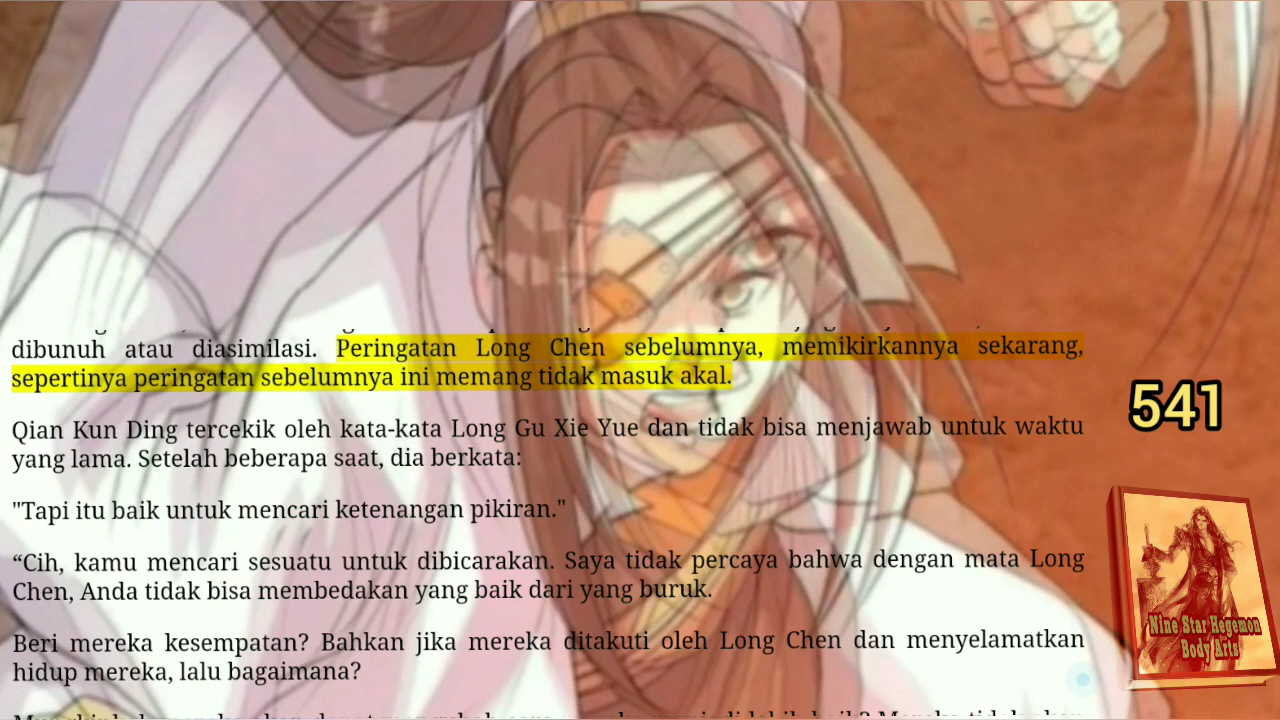 dibunuh atau diasimilasi. Peringatan Long Chen sebelumnya, memikirkannya sekarang,
sepertinya peringatan sebelumnya ini memang tidak masuk akal.
Qian Kun Ding tercekik oleh kata-kata Long Gu Xie Yue dan tidak bisa menjawab untuk waktu
yang lama. Setelah beberapa saat, dia berkata:
"Tapi itu baik untuk mencari ketenangan pikiran."
“Cih, kamu mencari sesuatu untuk dibicarakan. Saya tidak percaya bahwa dengan mata Long
Chen, Anda tidak bisa membedakan yang baik dari yang buruk.
Beri mereka kesempatan? Bahkan jika mereka ditakuti oleh Long Chen dan menyelamatkan
hidup mereka, lalu bagaimana?
541
Nine Star Hegemon
Body Arts